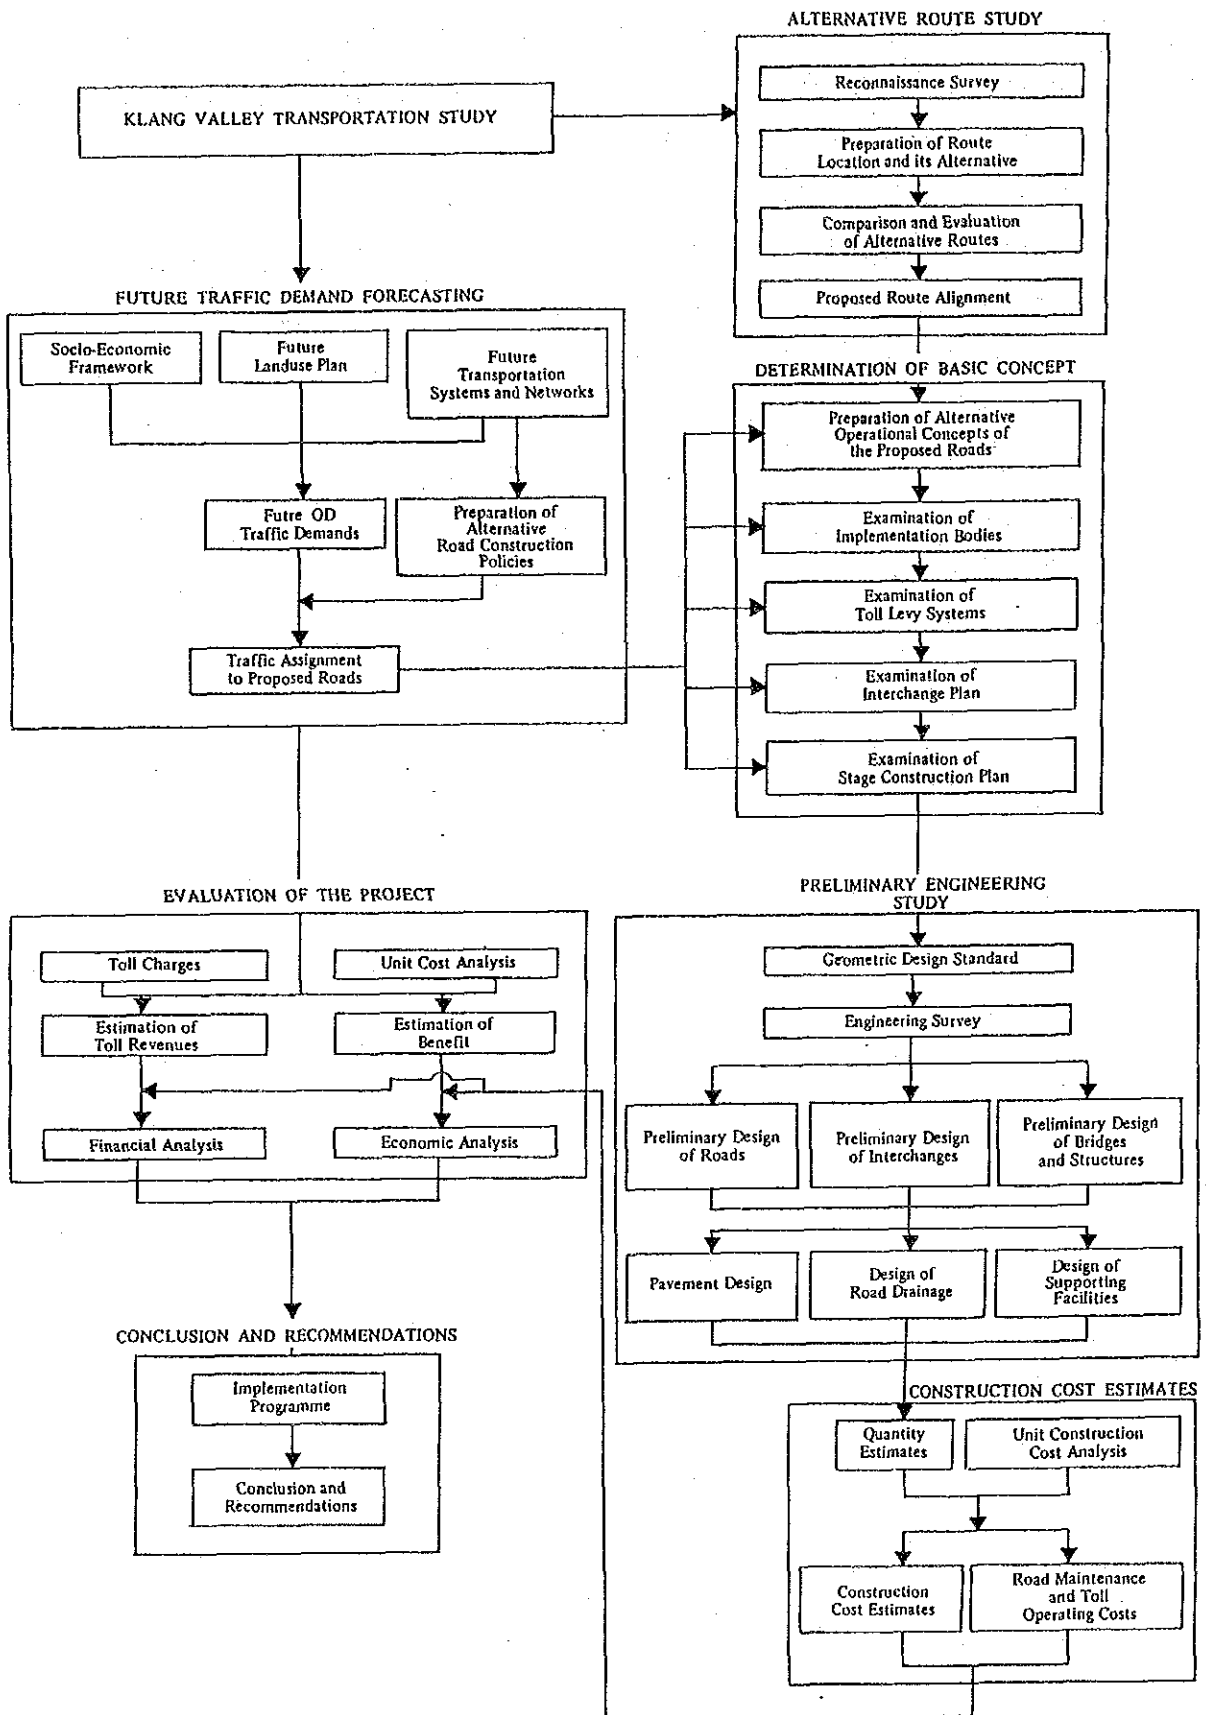 ALTERNATIVE ROUTE STUDY
Reconnaissance Survey
KLANG VALLEY TRANSPORTATION STUDY
Preparation of Route
Location and its Alternative
Comparison and Evaluation
of Alternative Routes
Proposed Route Alignment
FUTURE TRAFFIC DEMAND FORECASTING
Socio-Economic
Framework
Future
Landuse Plan
Future
Transportation
Systems and Networks
Futre OD
Traffic Demands
Preparation of
Alternative
Road Construction
Policies
Traffic Assignment
to Proposed Roads
DETERMINATION OF BASIC CONCEPT
Preparation of Alternative
Operational Concepts of
the Proposed Roads
Examination of
Implementation Bodies
Examination of
Toll Levy Systems
Examination of
Interchange Plan
Examination of
Stage Construction Plan
EVALUATION OF THE PROJECT
Toll Charges
Unit Cost Analysis
Estimation of
Toll Revenues
Estimation of
Benefit
Financial Analysis
Economic Analysis
PRELIMINARY ENGINEERING
STUDY
Geometric Design Standard
Engineering Survey
Preliminary Design
of Roads
Preliminary Design
of Interchanges
Preliminary Design
of Bridges
and Structures
Pavement Design
Design of
Road Drainage
Design of
Supporting
Facilities
CONCLUSION AND RECOMMENDATIONS
Implementation
Programme
Conclusion and
Recommendations
CONSTRUCTION COST ESTIMATES
Quantity
Estimates
Unit Construction
Cost Analysis
Construction
Cost Estimates
Road Maintenance
and Toll
Operating Costs